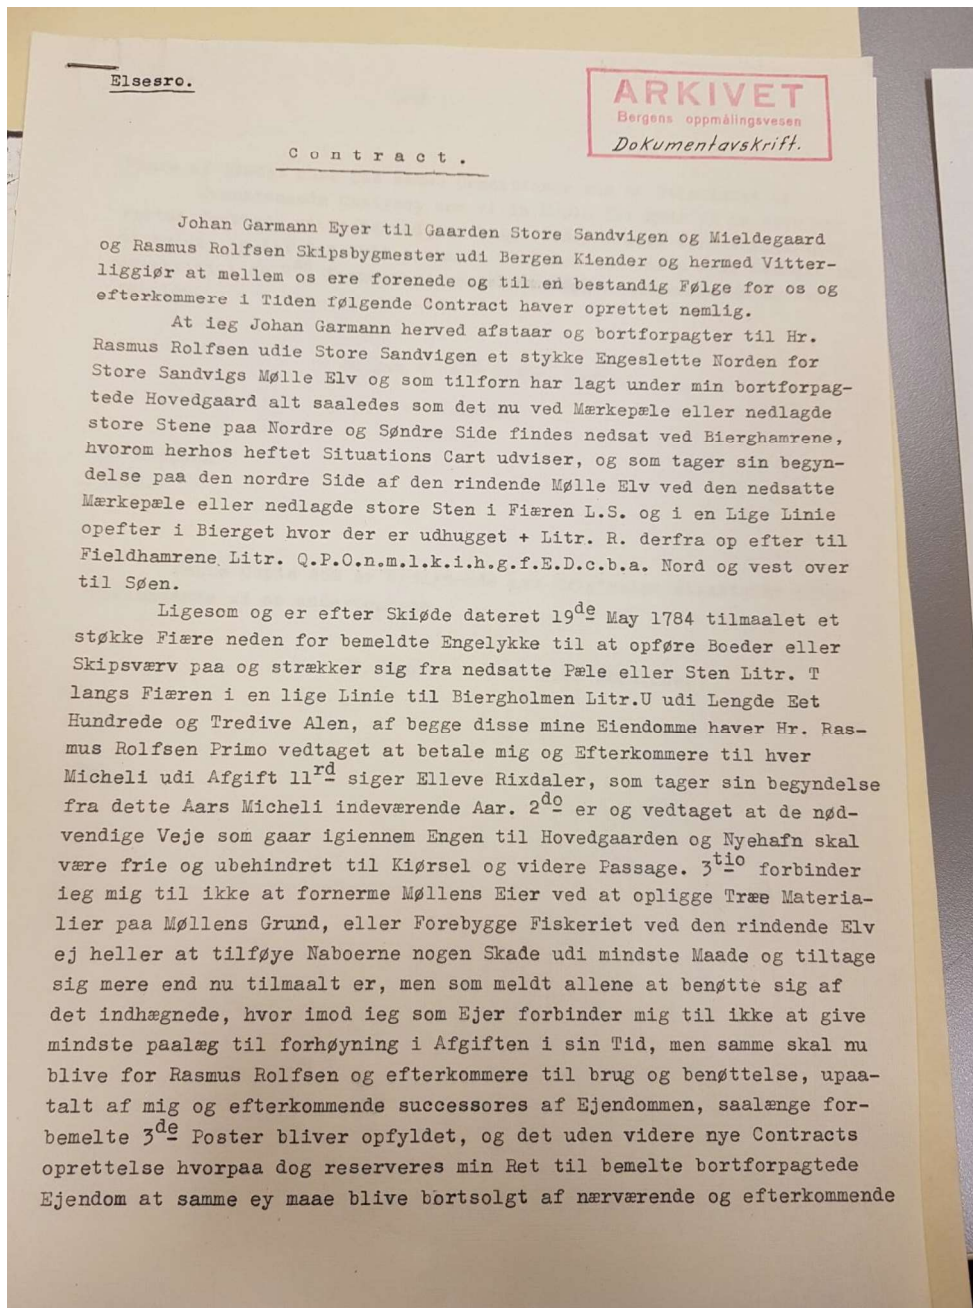 Elsesro.
ARKIVET
Bergens oppmålingsvesen
Dokumentavskrift.
Contract.
Johan Garmann Eyer til Gaarden Store Sandvigen og Mieldegaard
og Rasmus Rolfsen Skipsbygmester udi Bergen Kiender og hermed Vitter-
liggiør at mellem os ere forenede og til en bestandig Følge for os og
efterkommere i Tiden følgende Contract haver oprettet nemlig.
At ieg Johan Garmann herved afstaar og bortforpagter til Hr.
Rasmus Rolfsen udie Store Sandvigen et stykke Engeslette Norden for
Store Sandvigs Mølle Elv og som tilforn har lagt under min bortforpag-
tede Hovedgaard alt saaledes som det nu ved Mærkepæle eller nedlagde
store Stene paa Nordre og Søndre Side findes nedsat ved Bierghamrene,
hvorom herhos heftet Situations Cart udviser, og som tager sin begyn-
delse paa den nordre Side af den rindende Mølle Elv ved den nedsatte
Mærkepæle eller nedlagde store Sten i Fiæren L.S. og i en Lige Linie
opefter i Bierget hvor der er udhugget + Litr. R. derfra op efter til
Fieldhamrene Litr. Q.P.O.n.m.l.k.i.h.g.f.E.D.c.b.a. Nord og vest over
til Søen.
Ligesom og er efter Skiøde dateret 19de May 1784 tilmaalet et
støkke Fiære neden for bemeldte Engelykke til at opføre Boeder eller
Skipsværv paa og strækker sig fra nedsatte Pæle eller Sten Litr. T
langs Fiæren i en lige Linie til Biergholmen Litr.U udi Lengde Eet
Hundrede og Tredive Alen, af begge disse mine Eiendomme haver Hr. Ras-
mus Rolfsen Primo vedtaget at betale mig og Efterkommere til hver
Micheli udi Afgift 11rd siger Elleve Rixdaler, som tager sin begyndelse
fra dette Aars Micheli indeværende Aar. 2do er og vedtaget at de nød-
vendige Veje som gaar igiennem Engen til Hovedgaarden og Nyehafn skal
være frie og ubehindret til Kiørsel og videre Passage. 3tio forbinder
ieg mig til ikke at fornerme Møllens Eier ved at opligge Træe Materia-
lier paa Møllens Grund, eller Forebygge Fiskeriet ved den rindende Elv
ej heller at tilføye Naboerne nogen Skade udi mindste Maade og tiltage
sig mere end nu tilmaalt er, men som meldt allene at benøtte sig af
det indhægnede, hvor imod ieg som Ejer forbinder mig til ikke at give
mindste paalæg til forhøyning i Afgiften i sin Tid, men samme skal nu
blive for Rasmus Rolfsen og efterkommere til brug og benøttelse, upaa-
talt af mig og efterkommende successores af Ejendommen, saalænge for-
bemelte 3de Poster bliver opfyldet, og det uden videre nye Contracts
oprettelse hvorpaa dog reserveres min Ret til bemelte bortforpagtede
Ejendom at samme ey maae blive bortsolgt af nærværende og efterkommende